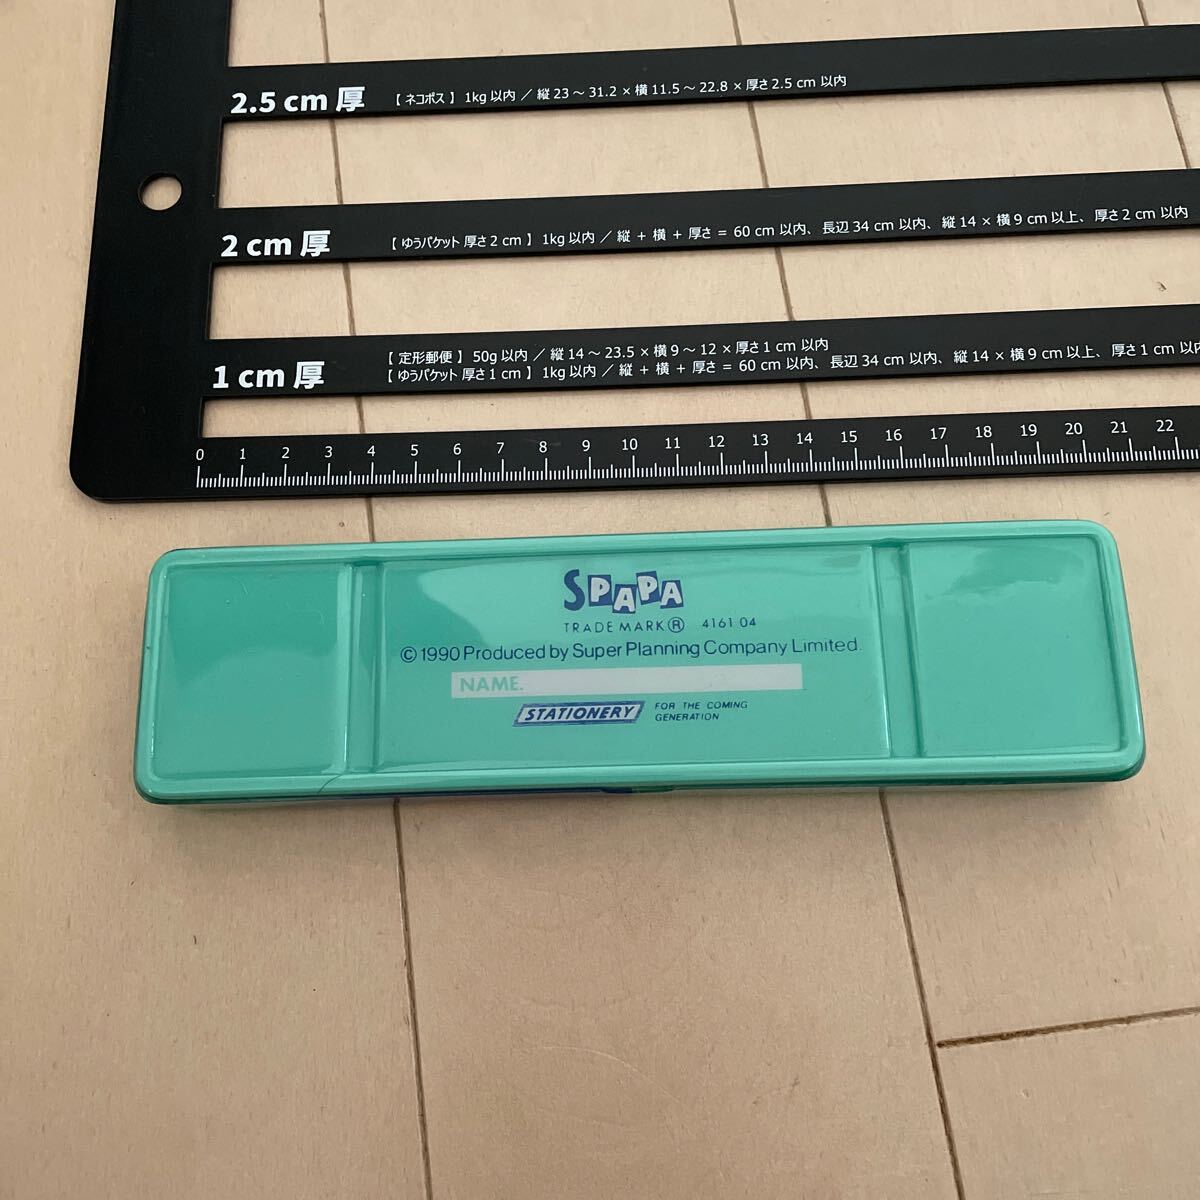 2.5 cm 厚
【 ネコポス 】 1kg 以内 ／ 縦 23 ～ 31.2 × 横 11.5 ～ 22.8 × 厚さ 2.5 cm 以内
2 cm 厚
【 ゆうパケット 厚さ 2 cm 】 1kg 以内 ／ 縦 + 横 + 厚さ = 60 cm 以内、長辺 34 cm 以内、縦 14 × 横 9 cm 以上、厚さ 2 cm 以内
1 cm 厚
【 定形郵便 】 50g 以内 ／ 縦 14 ～ 23.5 × 横 9 ～ 12 × 厚さ 1 cm 以内
【 ゆうパケット 厚さ 1 cm 】 1kg 以内 ／ 縦 + 横 + 厚さ = 60 cm 以内、長辺 34 cm 以内、縦 14 × 横 9 cm 以上、厚さ 1 cm 以内
0 1 2 3 4 5 6 7 8 9 10 11 12 13 14 15 16 17 18 19 20 21 22
SPAPA
TRADE MARK ® 4161 04
© 1990 Produced by Super Planning Company Limited.
NAME.
STATIONERY FOR THE COMING
GENERATION